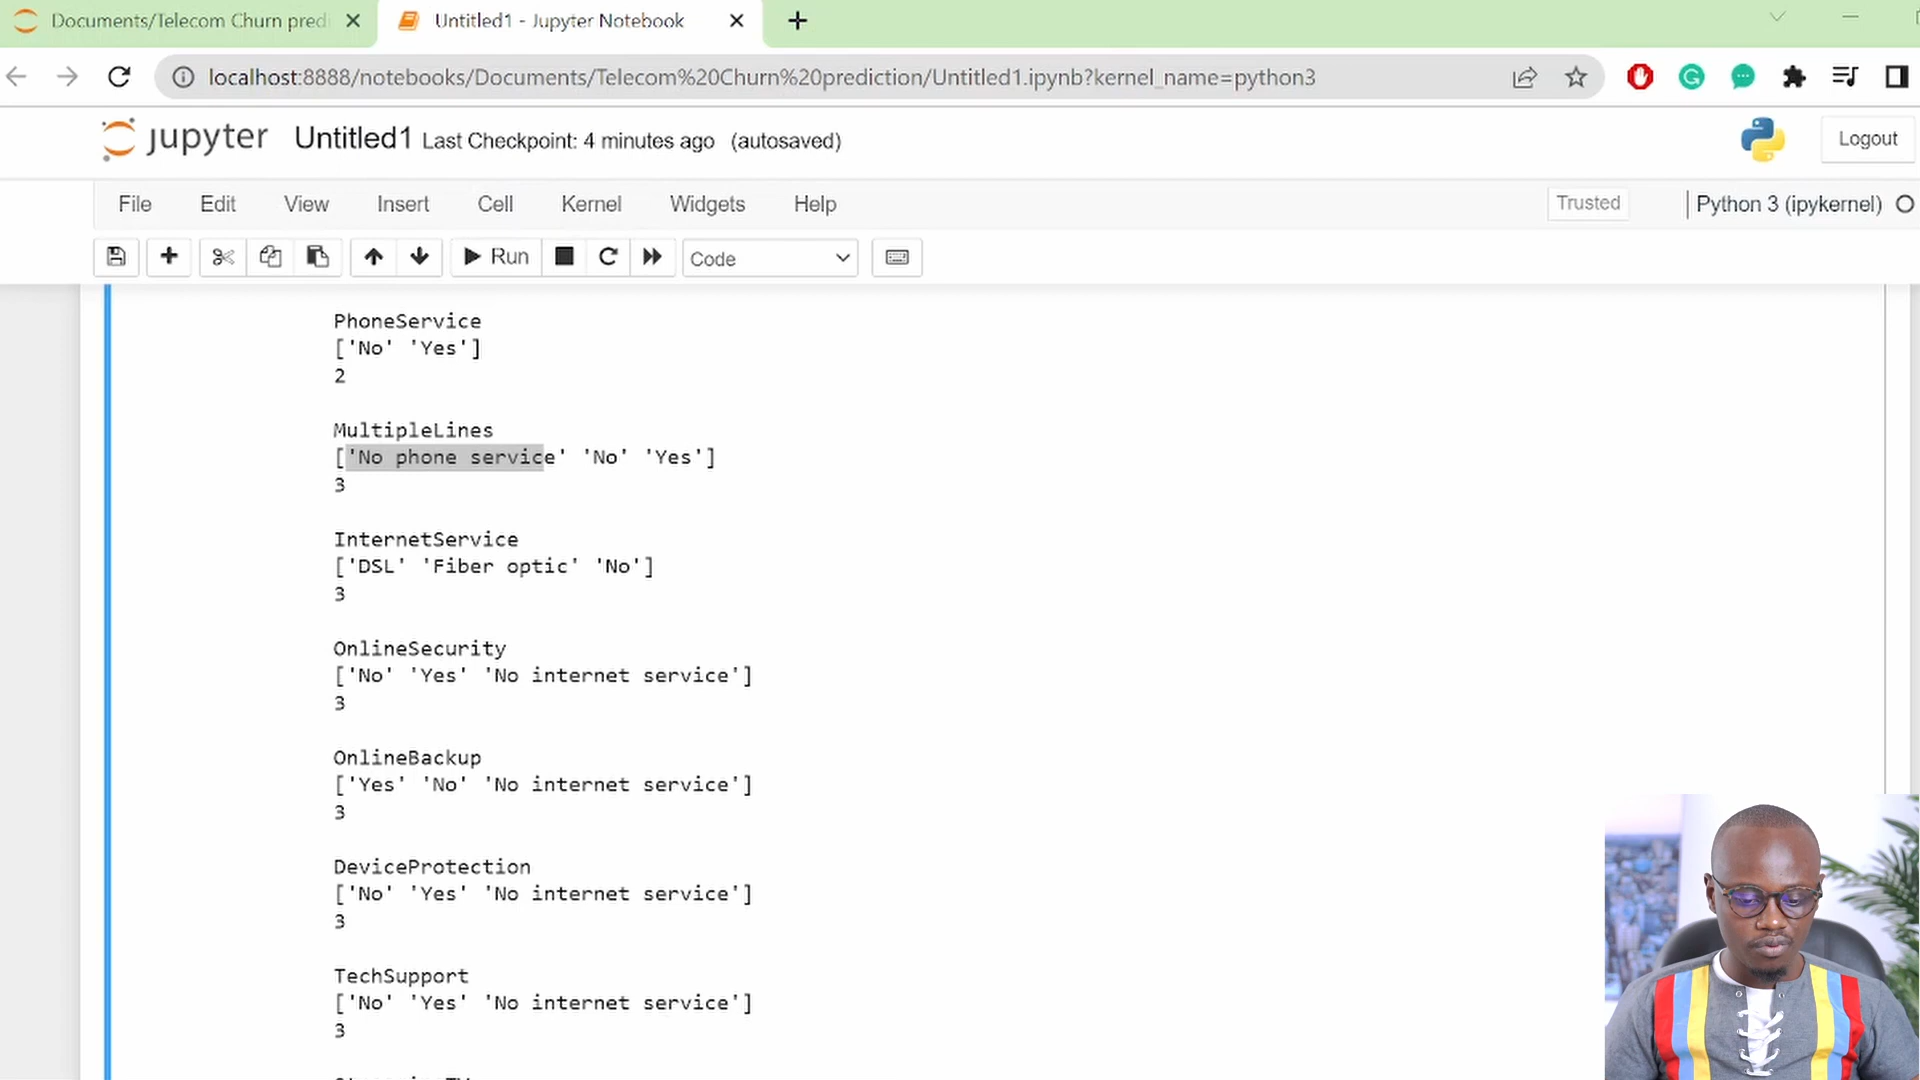 Documents/Telecom Churn pred
Untitled1 - Jupyter Notebook
localhost:8888/notebooks/Documents/Telecom%20Churn%20prediction/Untitled1.ipynb?kernel_name=python3
jupyter Untitled1 Last Checkpoint: 4 minutes ago (autosaved)
Logout
File Edit View Insert Cell Kernel Widgets Help
Trusted
Python 3 (ipykernel)
Run
Code
PhoneService
['No' 'Yes']
2
MultipleLines
['No phone service' 'No' 'Yes']
3
InternetService
['DSL' 'Fiber optic' 'No']
3
OnlineSecurity
['No' 'Yes' 'No internet service']
3
OnlineBackup
['Yes' 'No' 'No internet service']
3
DeviceProtection
['No' 'Yes' 'No internet service']
3
TechSupport
['No' 'Yes' 'No internet service']
3